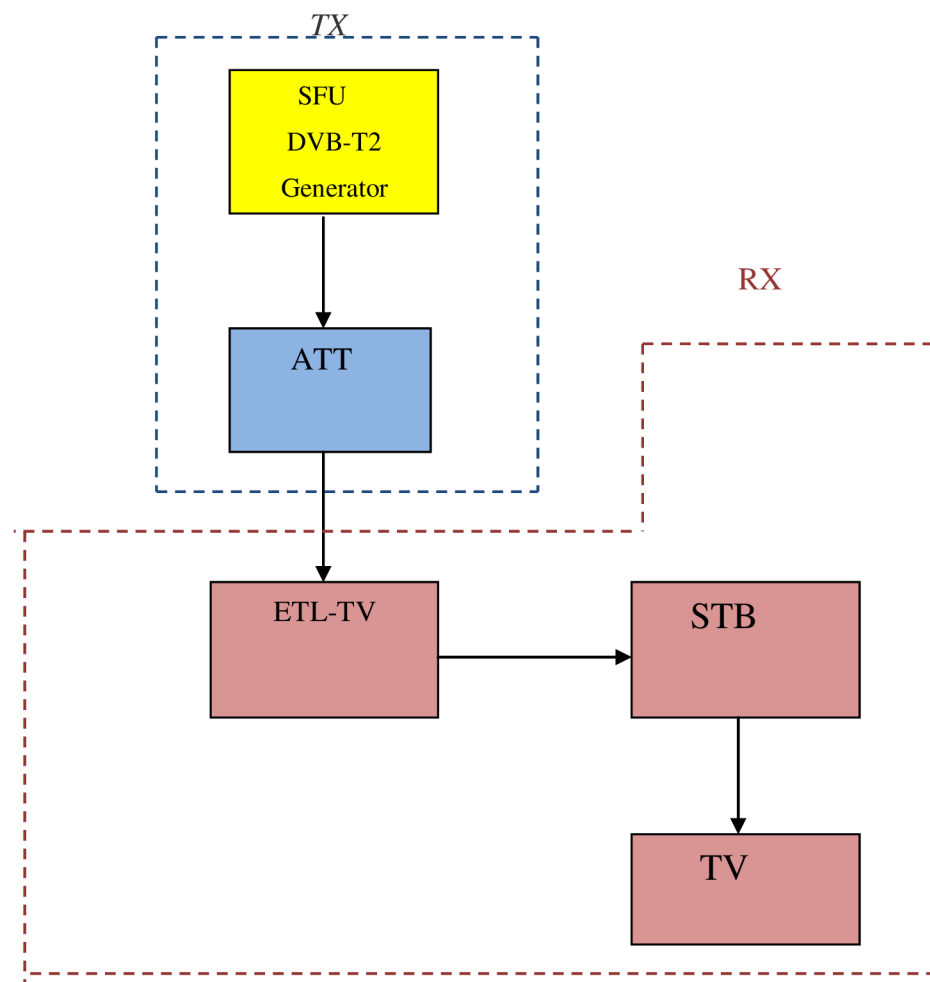 TX
SFU
DVB-T2
Generator
RX
ATT
ETL-TV
STB
TV